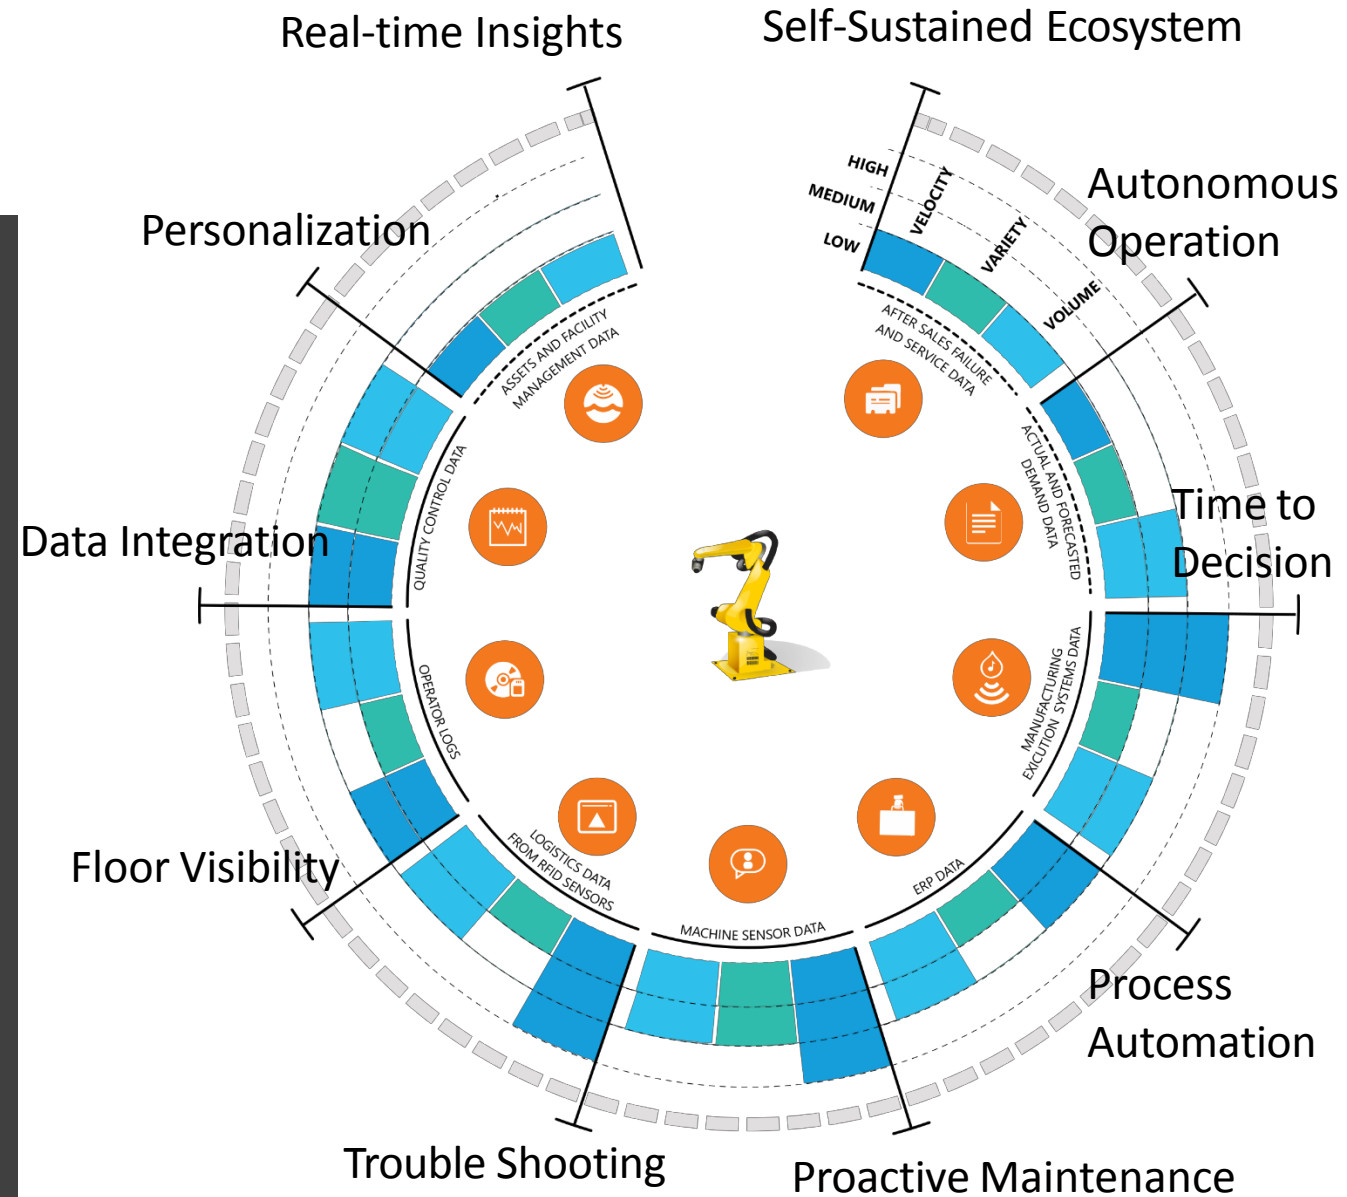 Real-time Insights
Self-Sustained Ecosystem
HIGH
MEDIUM
LOW
VELOCITY
VARIETY
VOLUME
Autonomous
Operation
Personalization
ASSETS AND FACILITY
MANAGEMENT DATA
AFTER SALES FAILURE
AND SERVICE DATA
ACTUAL AND FORECASTED
DEMAND DATA
QUALITY CONTROL DATA
Time to
Decision
Data Integration
OPERATOR LOGS
MANUFACTURING
EXICUTION SYSTEMS DATA
Floor Visibility
LOGISTICS DATA
FROM RFID SENSORS
MACHINE SENSOR DATA
ERP DATA
Process
Automation
Trouble Shooting
Proactive Maintenance